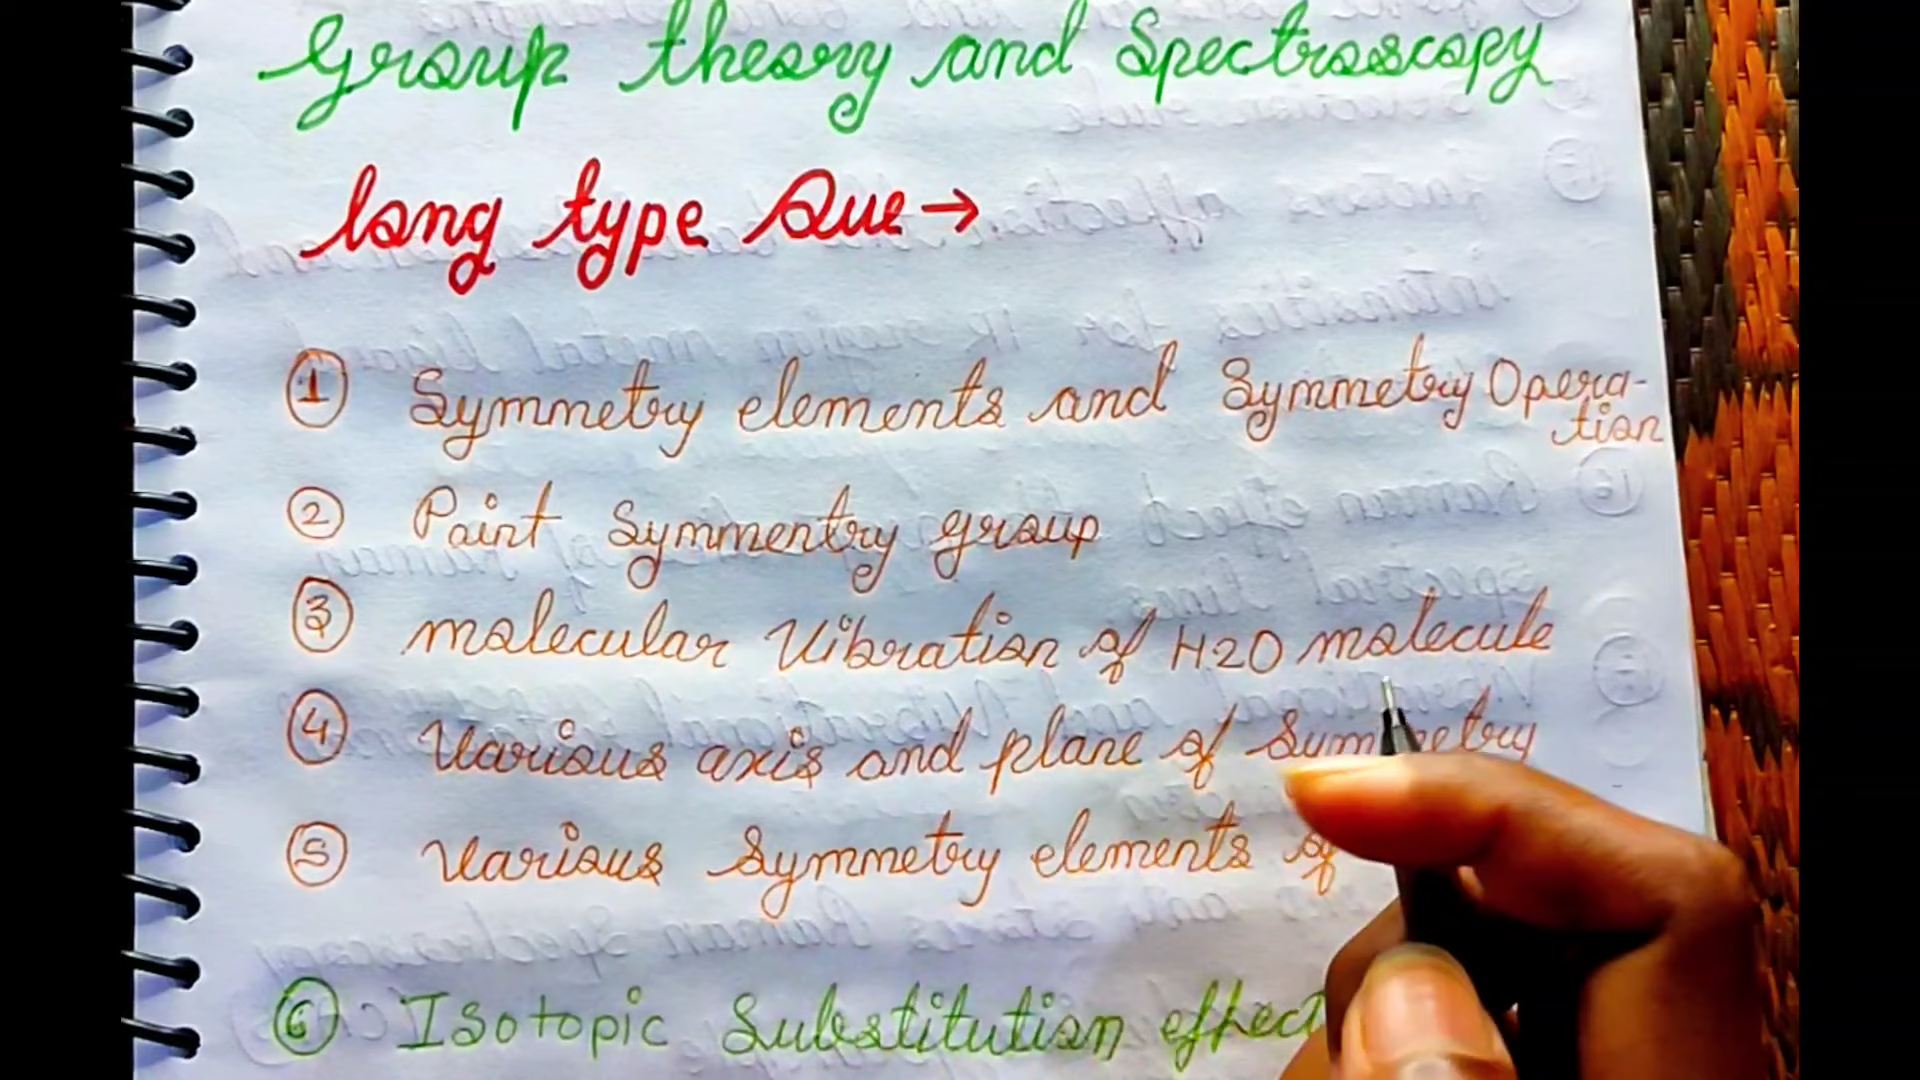 Group theory and Spectroscopy
long type Que →
① Symmetry elements and Symmetry Opera-
tion
② Point Symmentry group
③ molecular Vibration of H2O molecule
④ Various axis and plane of Symmetry
⑤ Various Symmetry elements of
⑥ Isotopic Substitution effect